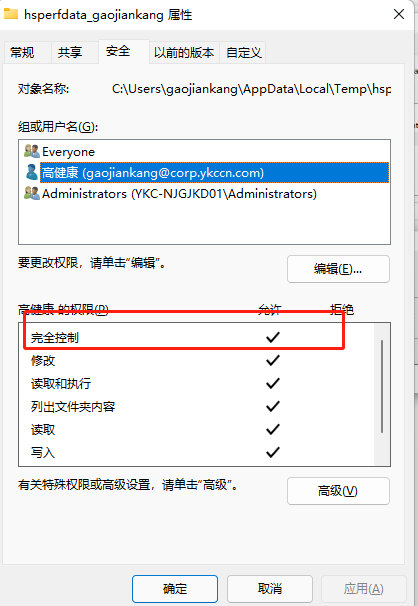 hsperfdata_gaojiankang 属性
常规 共享 安全 以前的版本 自定义
对象名称: C:\Users\gaojiankang\AppData\Local\Temp\hsp
组或用户名(G):
Everyone
高健康 (gaojiankang@corp.ykccn.com)
Administrators (YKC-NJGJKD01\Administrators)
要更改权限，请单击"编辑"。
编辑(E)...
高健康 的权限(P) 允许 拒绝
完全控制
修改
读取和执行
列出文件夹内容
读取
写入
有关特殊权限或高级设置，请单击"高级"。
高级(V)
确定 取消 应用(A)